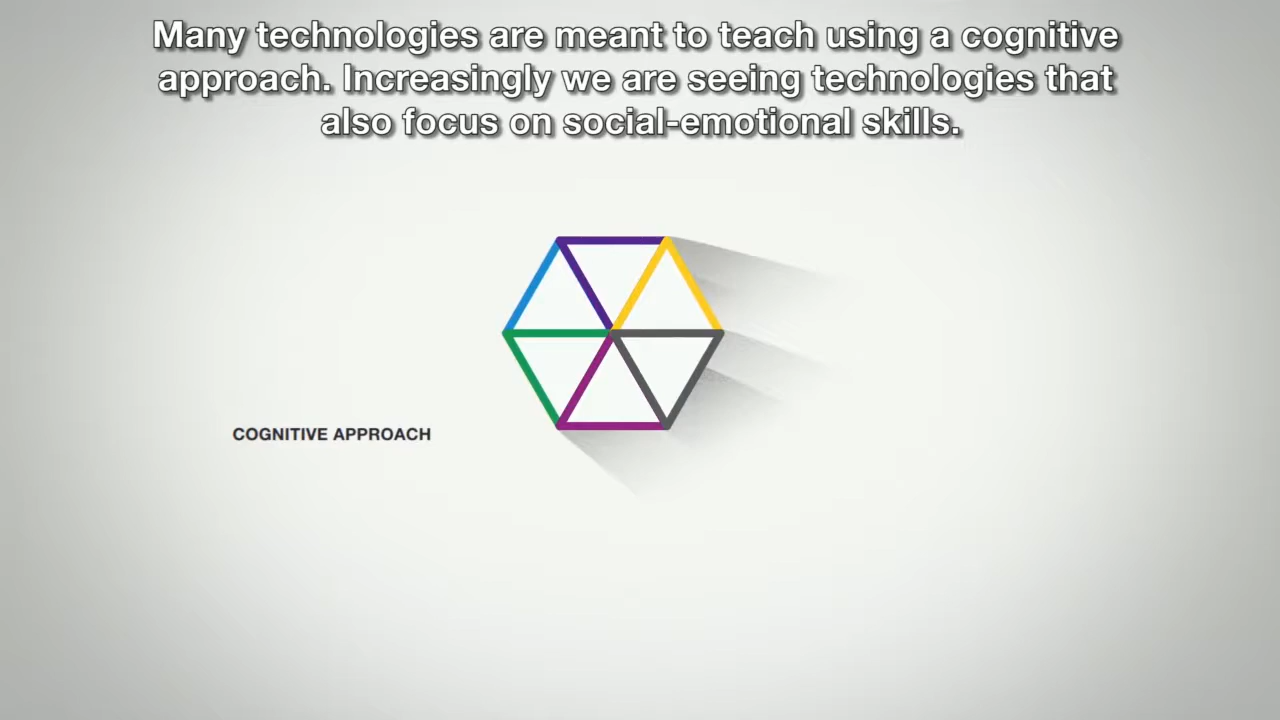 Many technologies are meant to teach using a cognitive
approach. Increasingly we are seeing technologies that
also focus on social-emotional skills.
COGNITIVE APPROACH